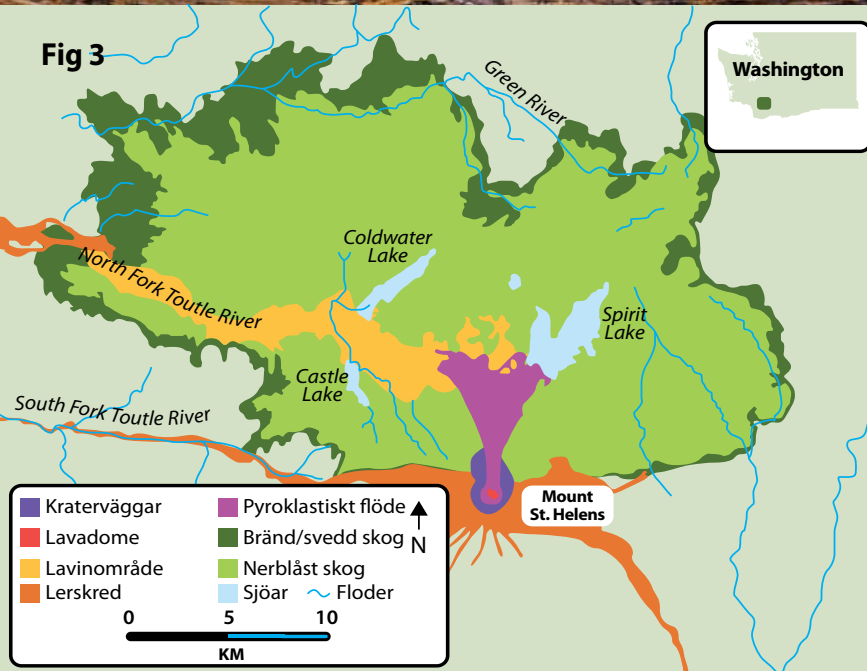 Fig 3
Washington
Green River
Coldwater
Lake
North Fork Toutle River
Spirit
Lake
Castle
Lake
South Fork Toutle River
Mount
St. Helens
Kraterväggar
Lavadome
Lavinområde
Lerskred
Pyroklastiskt flöde
Bränd/svedd skog
Nerblåst skog
Sjöar
Floder
N
0 5 10
KM